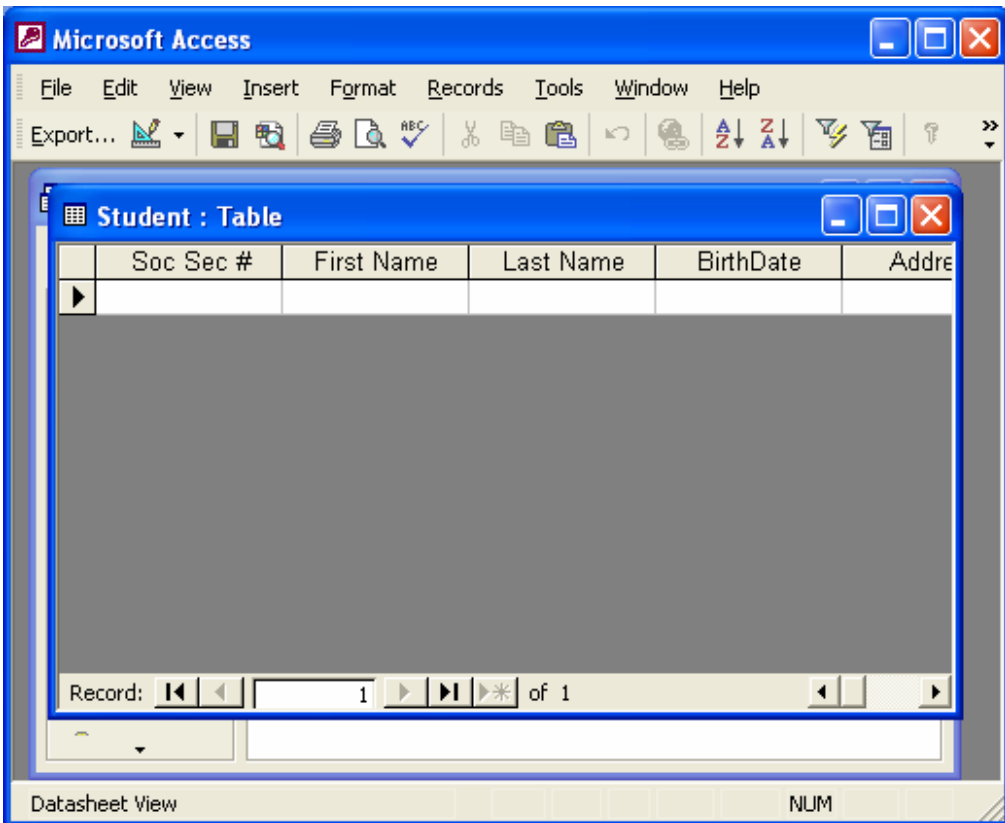 Microsoft Access
File Edit View Insert Format Records Tools Window Help
Export...
Student : Table
Soc Sec # First Name Last Name BirthDate Addre
Record: 1 of 1
Datasheet View NUM